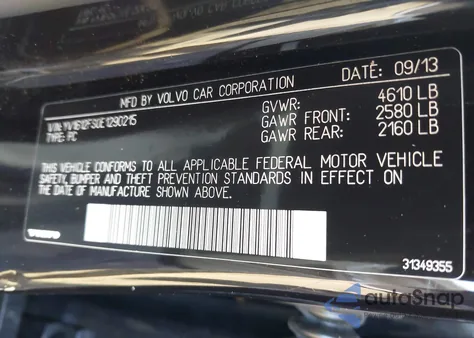 MFD BY VOLVO CAR CORPORATION DATE: 09/13
VIN: YV1612FS0E1290215
TYPE: PC
GVWR: 4610 LB
GAWR FRONT: 2580 LB
GAWR REAR: 2160 LB
THIS VEHICLE CONFORMS TO ALL APPLICABLE FEDERAL MOTOR VEHICLE
SAFETY, BUMPER AND THEFT PREVENTION STANDARDS IN EFFECT ON
THE DATE OF MANUFACTURE SHOWN ABOVE.
31349355
autoSnap